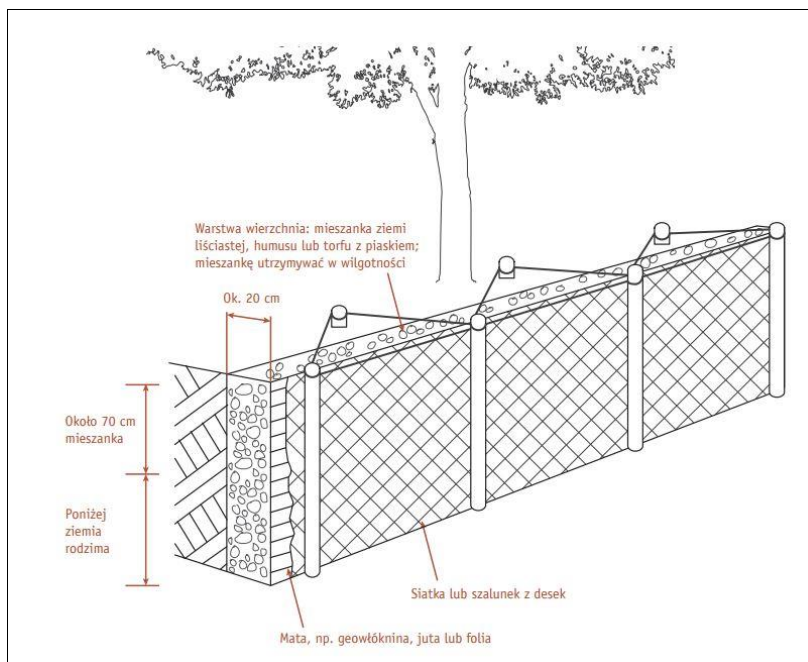 Warstwa wierzchnia: mieszanka ziemi
liściastej, humusu lub torfu z piaskiem;
mieszankę utrzymywać w wilgotności
Ok. 20 cm
Około 70 cm
mieszanka
Poniżej
ziemia
rodzima
Siatka lub szalunek z desek
Mata, np. geowłóknina, juta lub folia